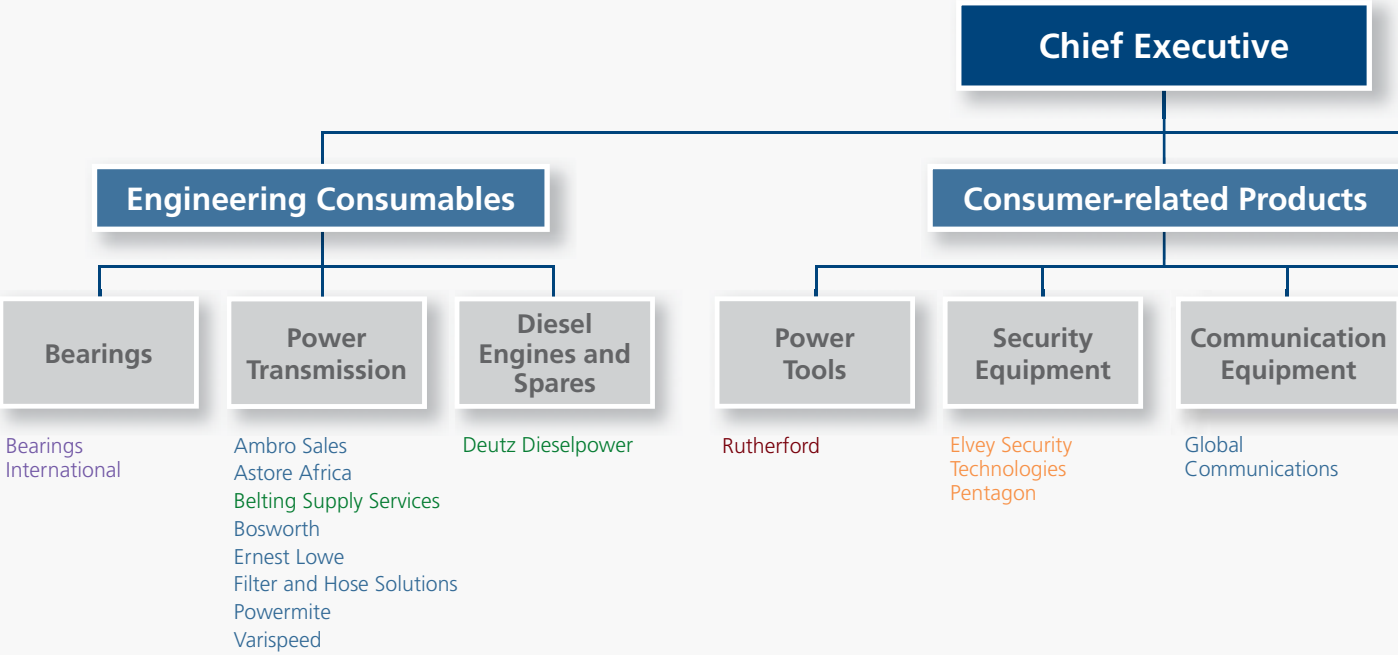 Chief Executive
Engineering Consumables
Consumer-related Products
Bearings
Power
Transmission
Diesel
Engines and
Spares
Power
Tools
Security
Equipment
Communication
Equipment
Bearings
International
Ambro Sales
Astore Africa
Belting Supply Services
Bosworth
Ernest Lowe
Filter and Hose Solutions
Powermite
Varispeed
Deutz Dieselpower
Rutherford
Elvey Security
Technologies
Pentagon
Global
Communications